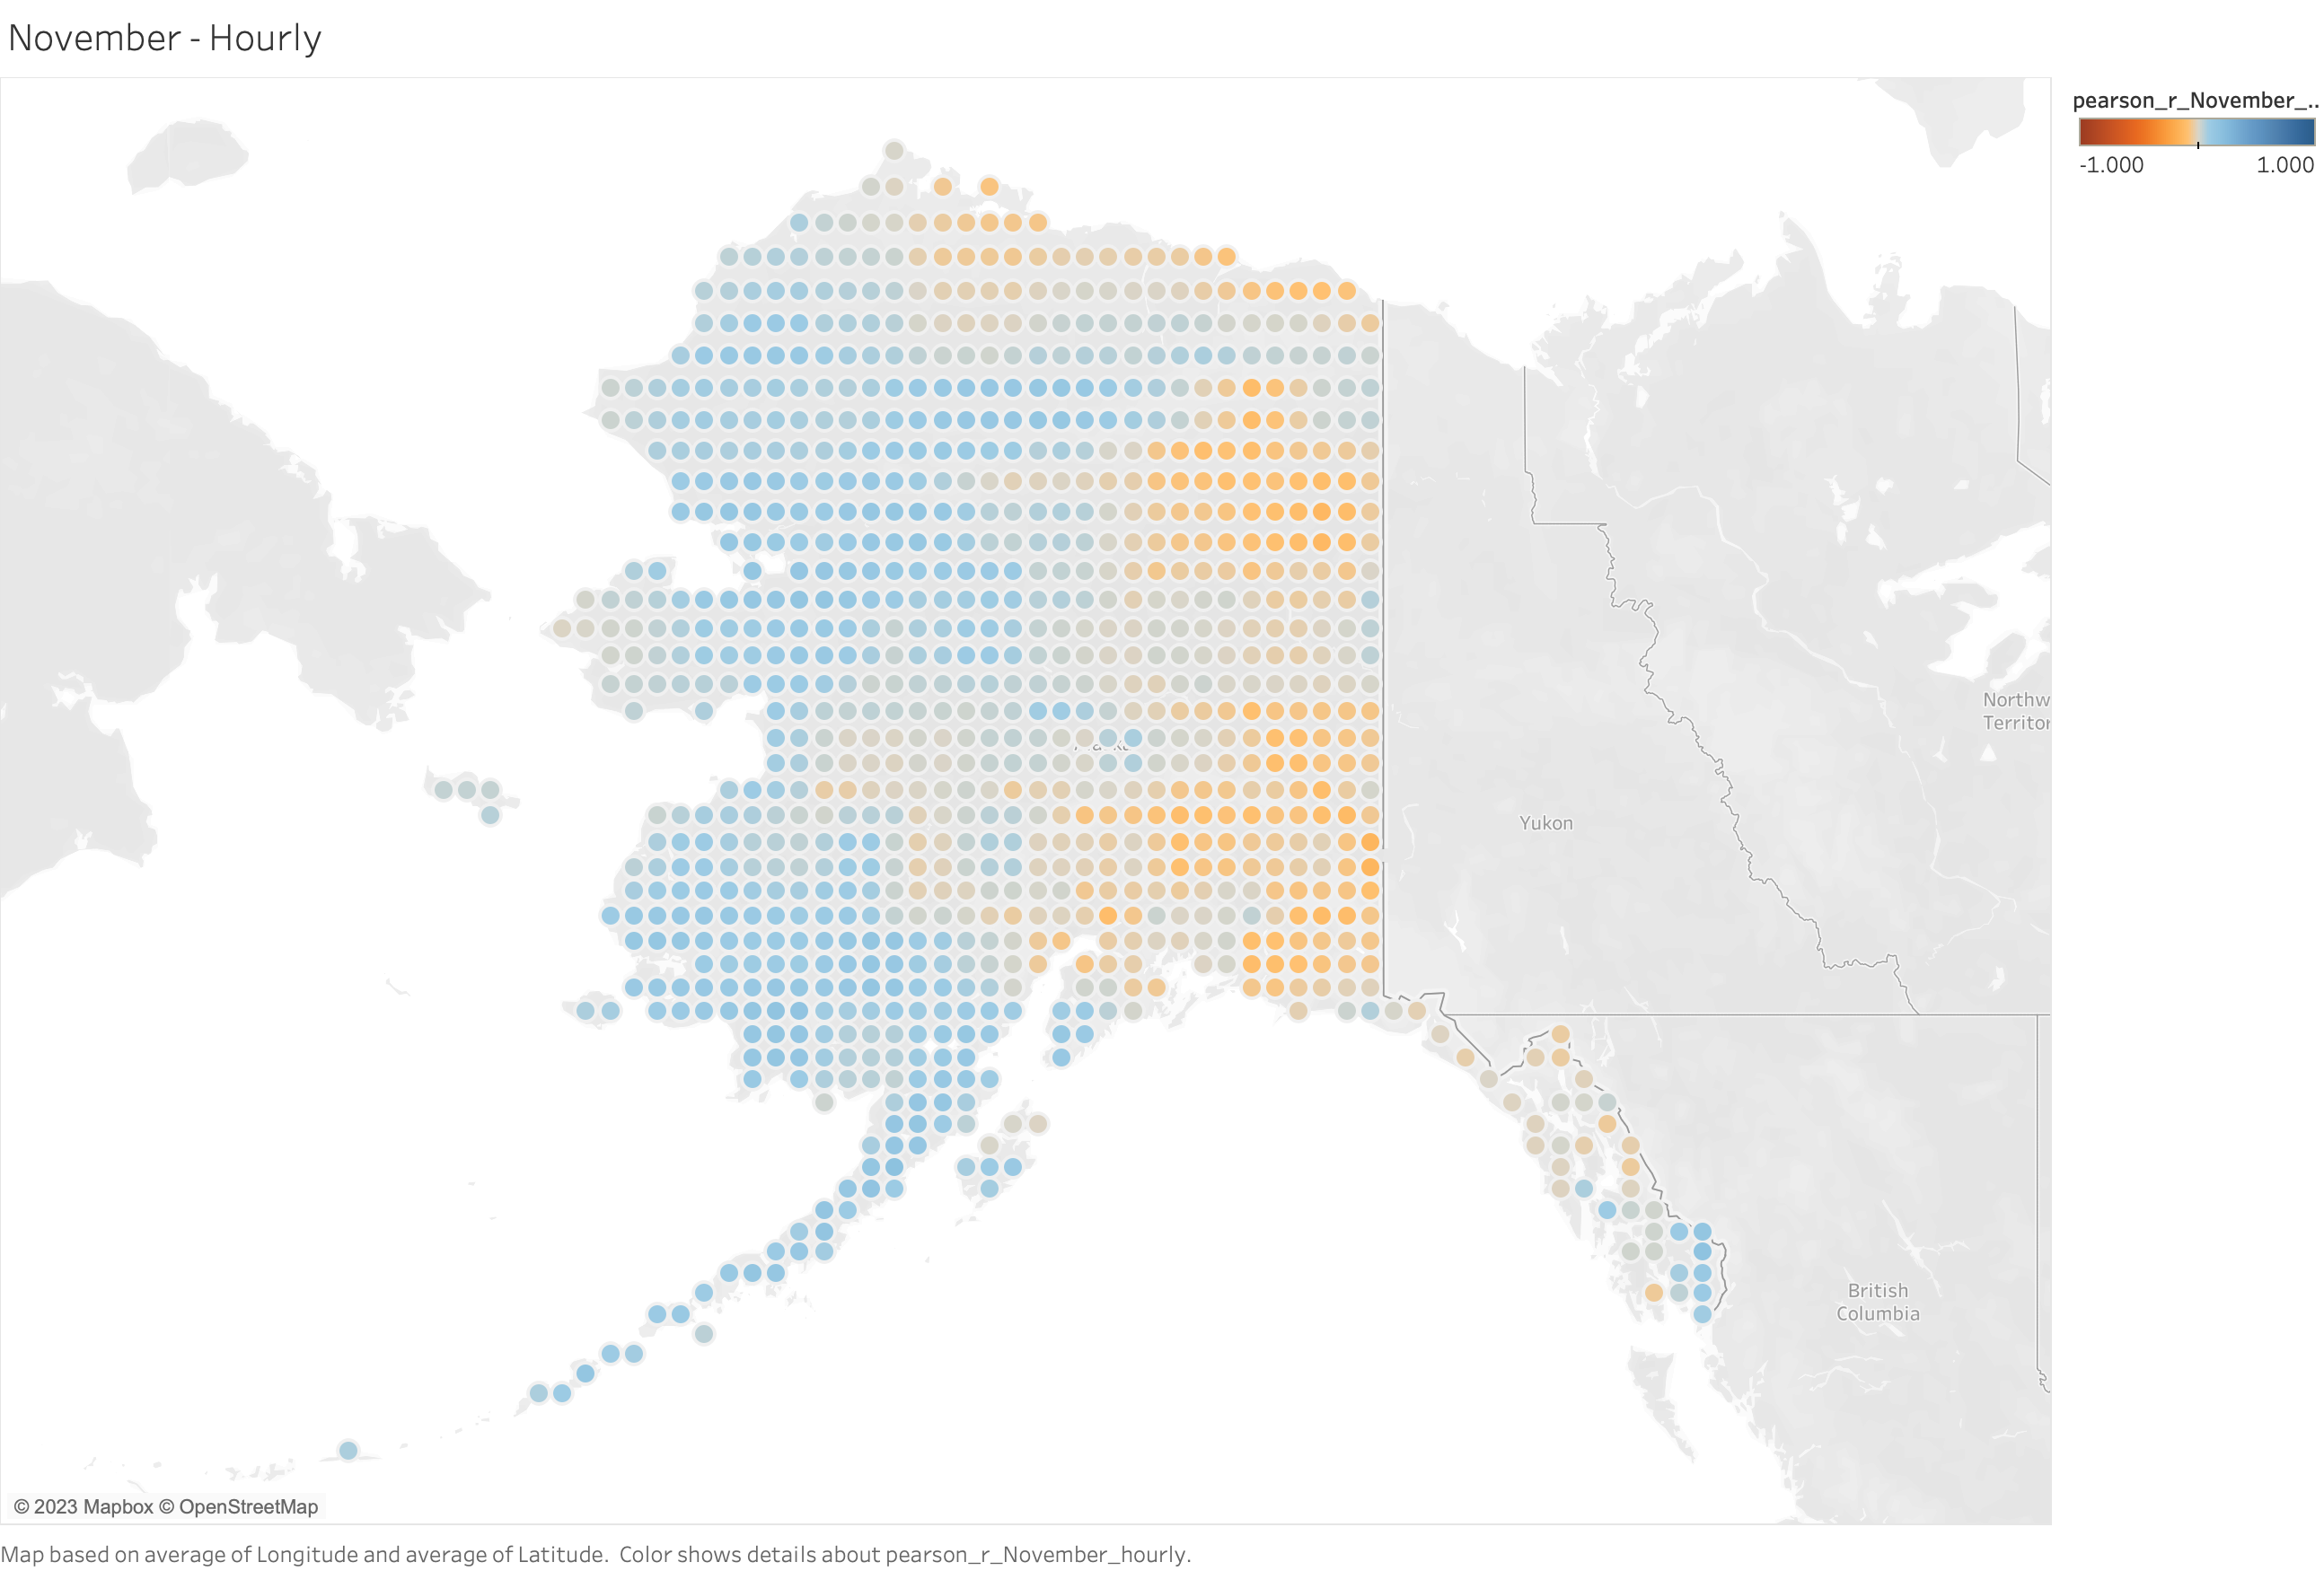 November - Hourly
pearson_r_November_..
-1.000
1.000
Northw
Territor
Yukon
British
Columbia
© 2023 Mapbox © OpenStreetMap
Map based on average of Longitude and average of Latitude. Color shows details about pearson_r_November_hourly.